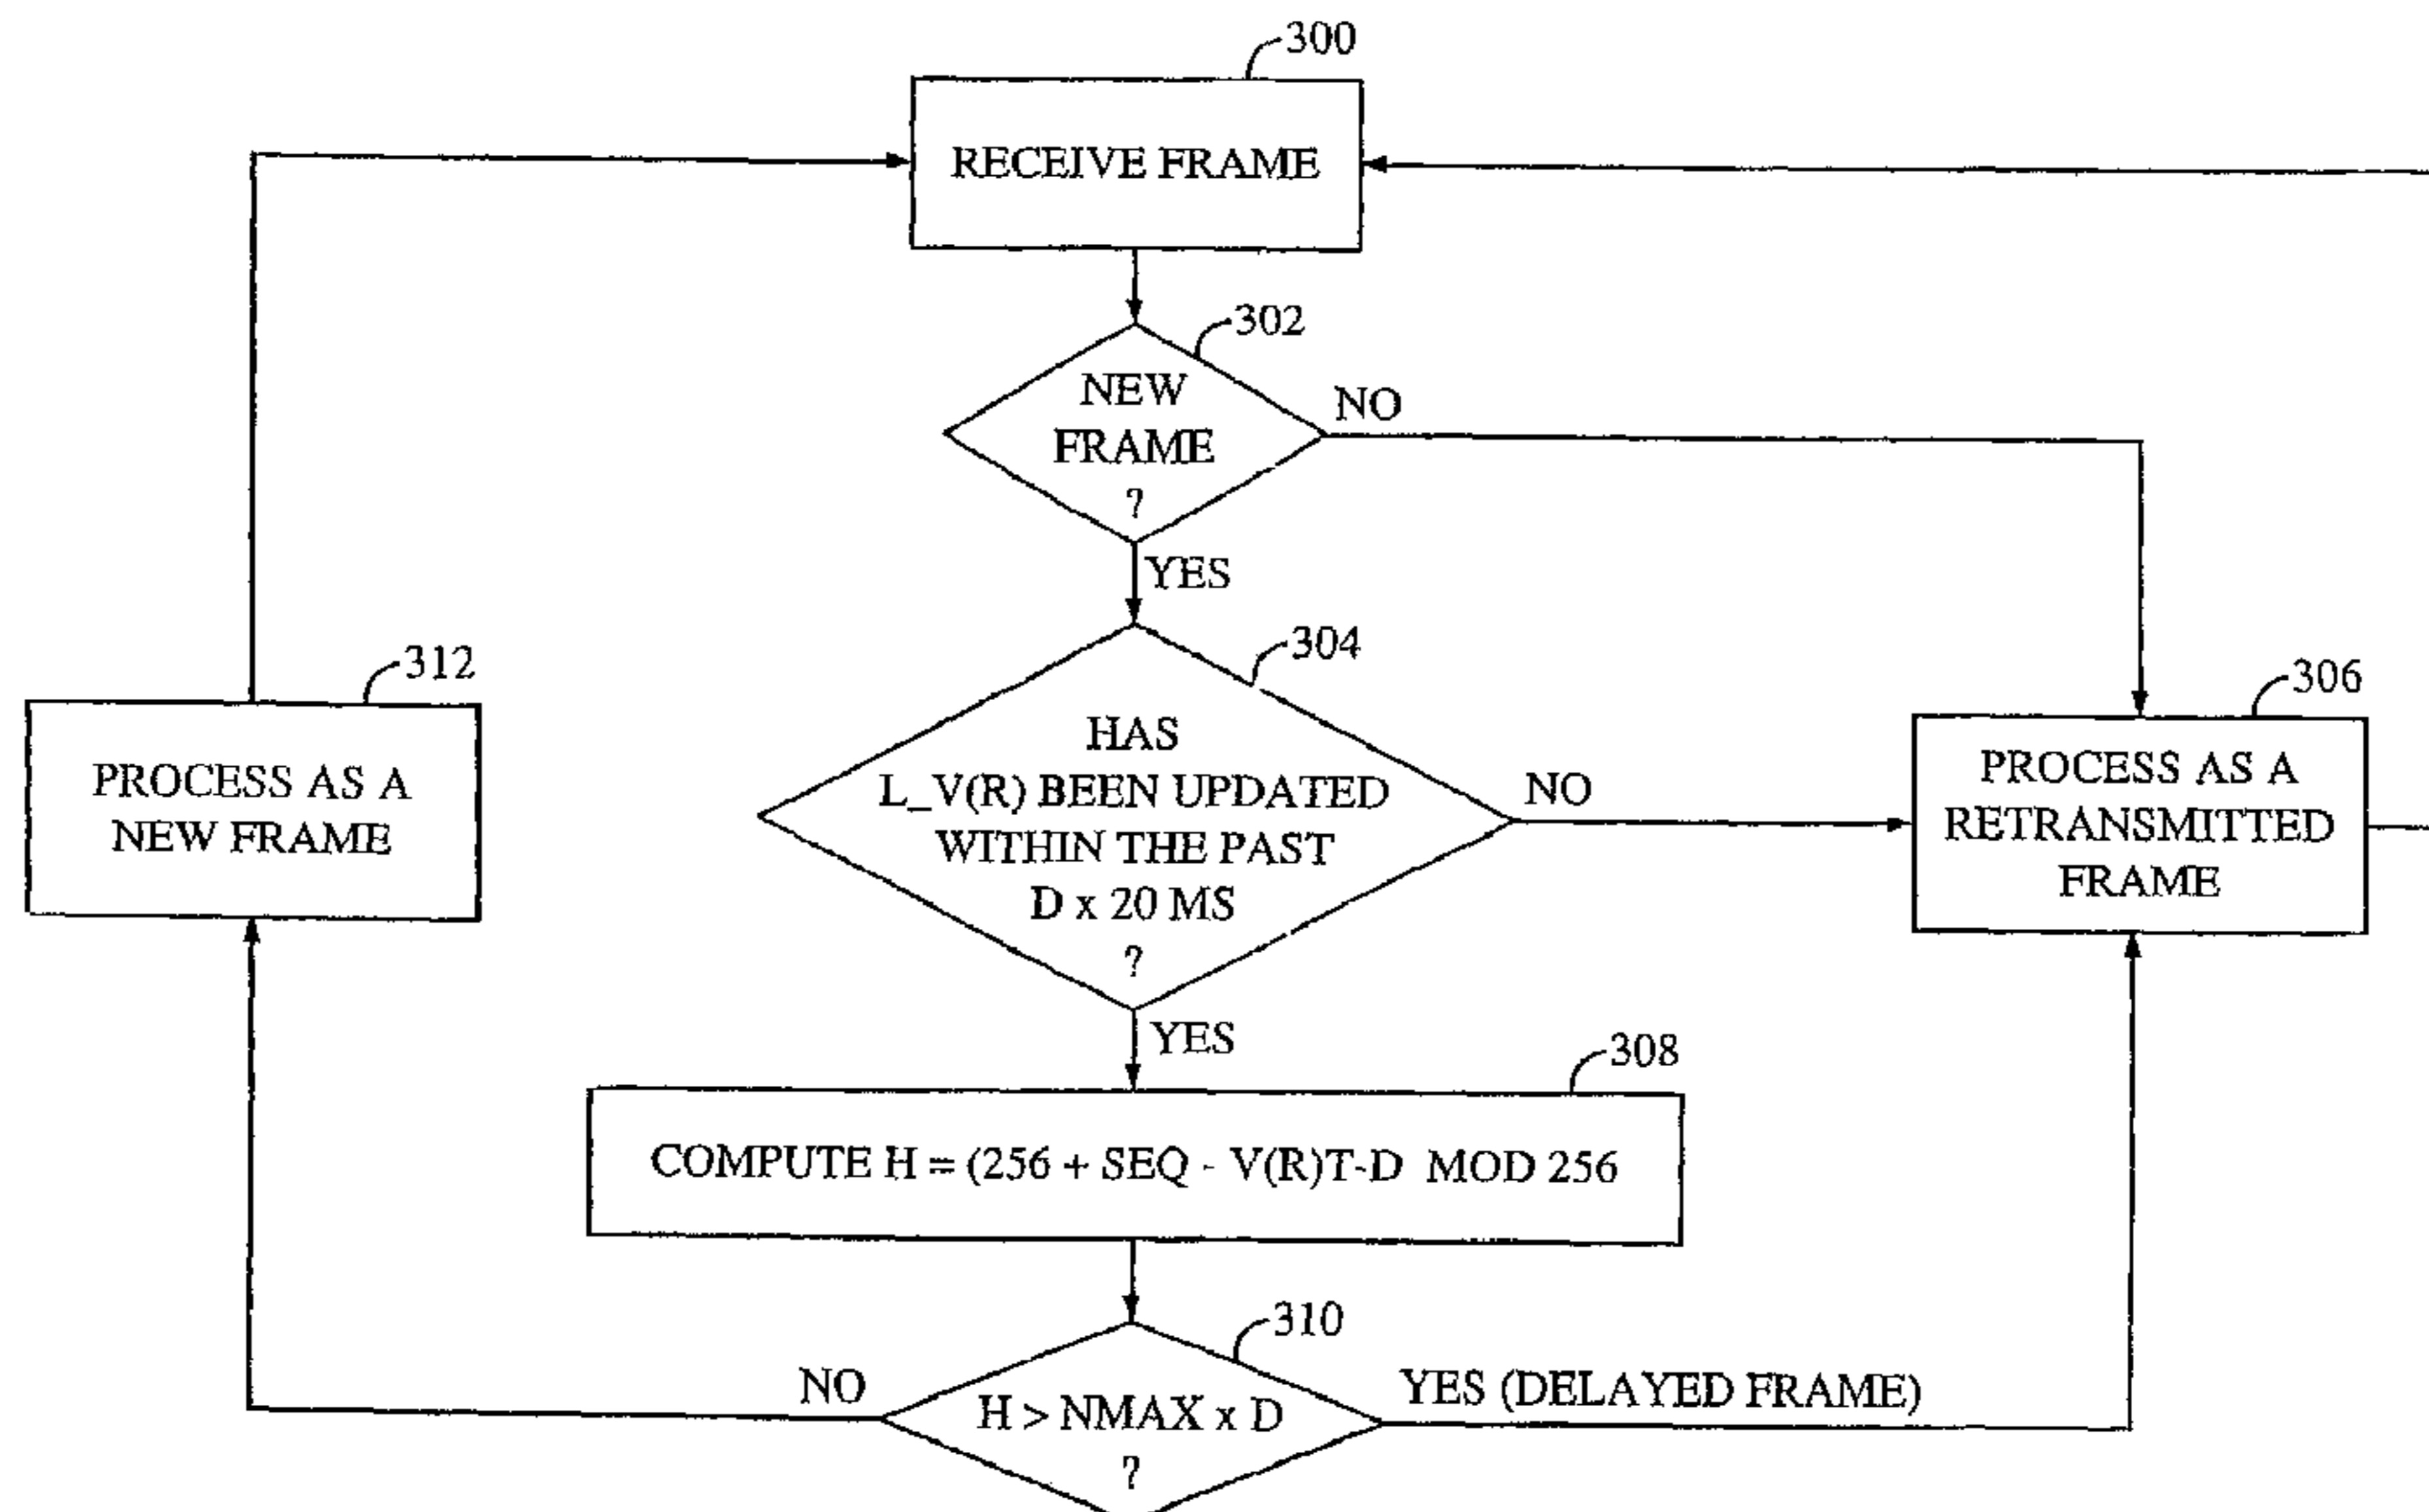 300
RECEIVE FRAME
302
NEW
FRAME
?
NO
YES
304
HAS
L_V(R) BEEN UPDATED
WITHIN THE PAST
D x 20 MS
?
NO
YES
312
PROCESS AS A
NEW FRAME
306
PROCESS AS A
RETRANSMITTED
FRAME
308
COMPUTE H = (256 + SEQ - V(R)T-D MOD 256
310
H > NMAX x D
?
NO
YES (DELAYED FRAME)